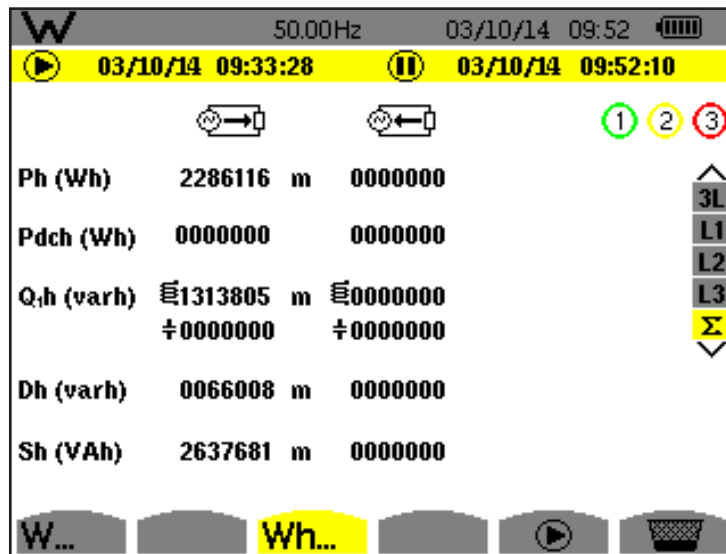 W 50.00Hz 03/10/14 09:52
03/10/14 09:33:28 03/10/14 09:52:10
1 2 3
Ph (Wh) 2286116 m 0000000
3L
Pdch (Wh) 0000000 0000000
L1
L2
Q₁h (varh) 1313805 m 0000000
L3
0000000 0000000
Σ
Dh (varh) 0066008 m 0000000
Sh (VAh) 2637681 m 0000000
W... Wh...